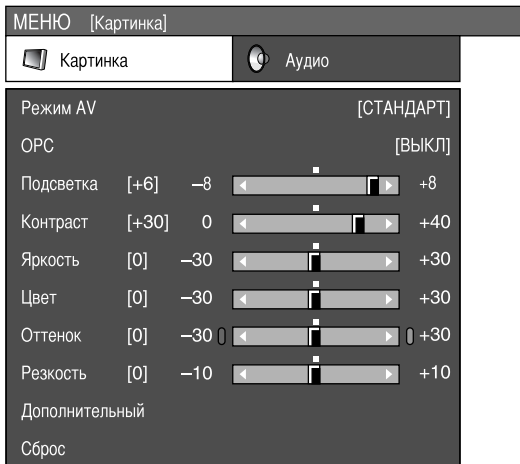 МЕНЮ [Картинка]
Картинка Аудио
Режим AV [СТАНДАРТ]
OPC [ВЫКЛ]
Подсветка [+6] –8 +8
Контраст [+30] 0 +40
Яркость [0] –30 +30
Цвет [0] –30 +30
Оттенок [0] –30 +30
Резкость [0] –10 +10
Дополнительный
Сброс